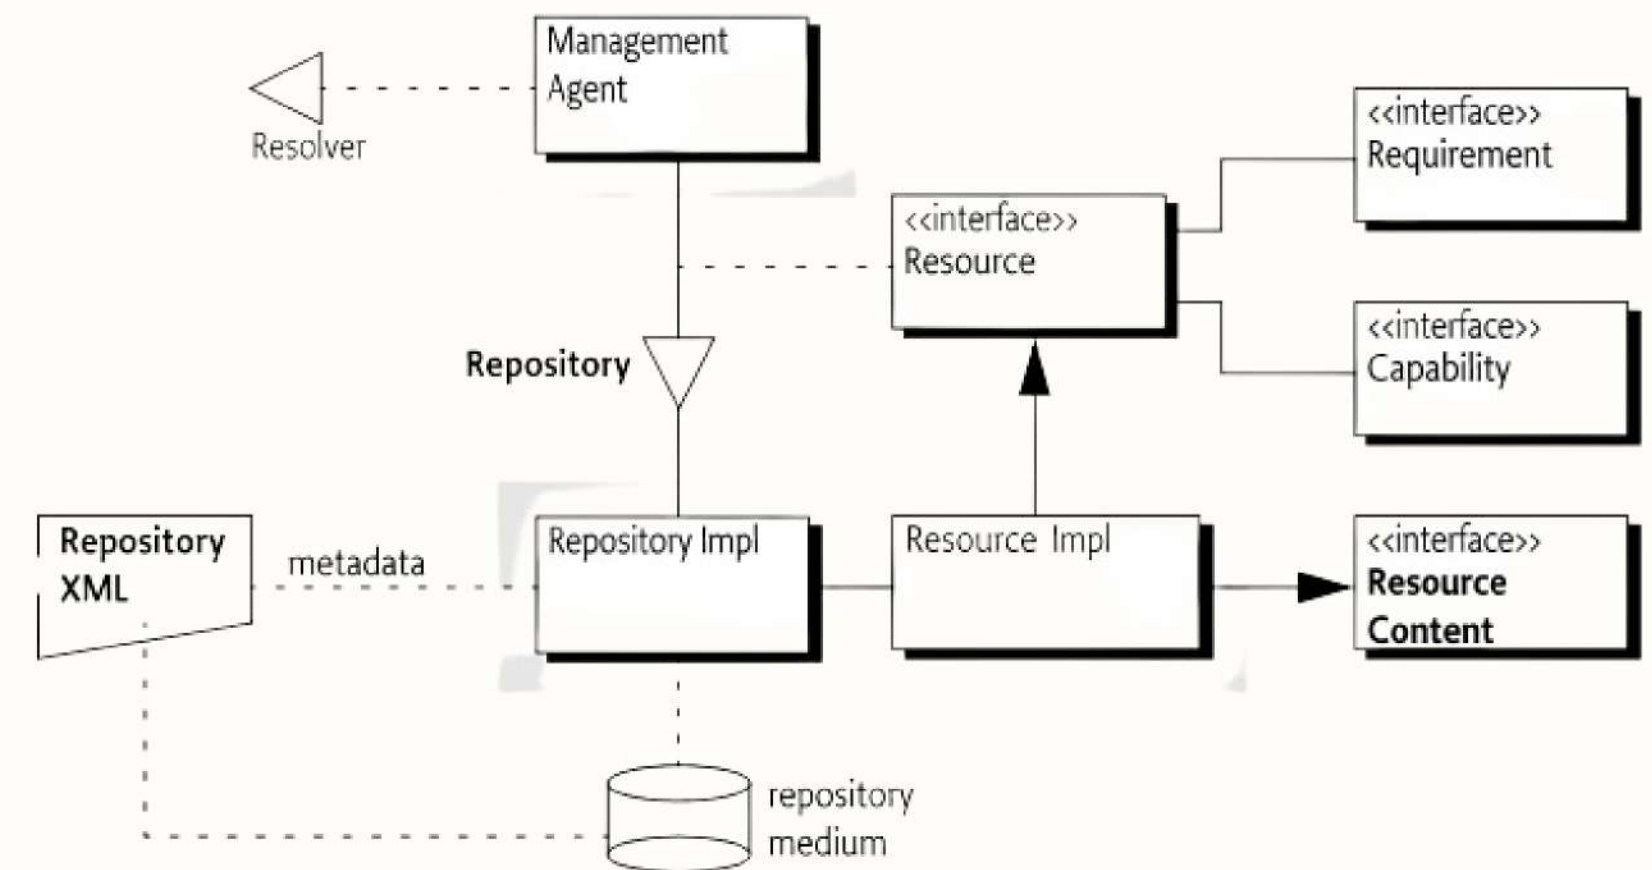 Management
Agent
Resolver
<<interface>>
Requirement
<<interface>>
Resource
<<interface>>
Capability
Repository
Repository
XML
metadata
Repository Impl
Resource Impl
<<interface>>
Resource
Content
repository
medium